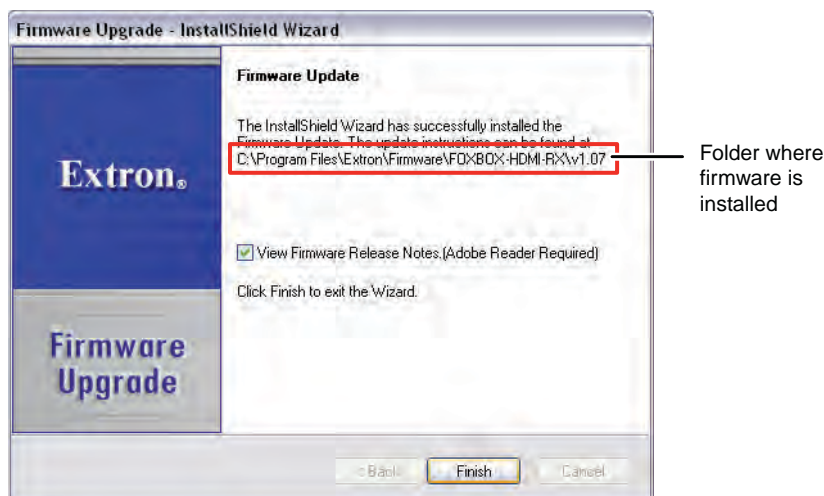 Firmware Upgrade - InstallShield Wizard
Extron®
Firmware
Upgrade
Firmware Update
The InstallShield Wizard has successfully installed the
Firmware Update. The update instructions can be found at
C:\Program Files\Extron\Firmware\FOXBOX-HDMI-RX\v1.07
View Firmware Release Notes.(Adobe Reader Required)
Click Finish to exit the Wizard.
< Back
Finish
Cancel
Folder where
firmware is
installed